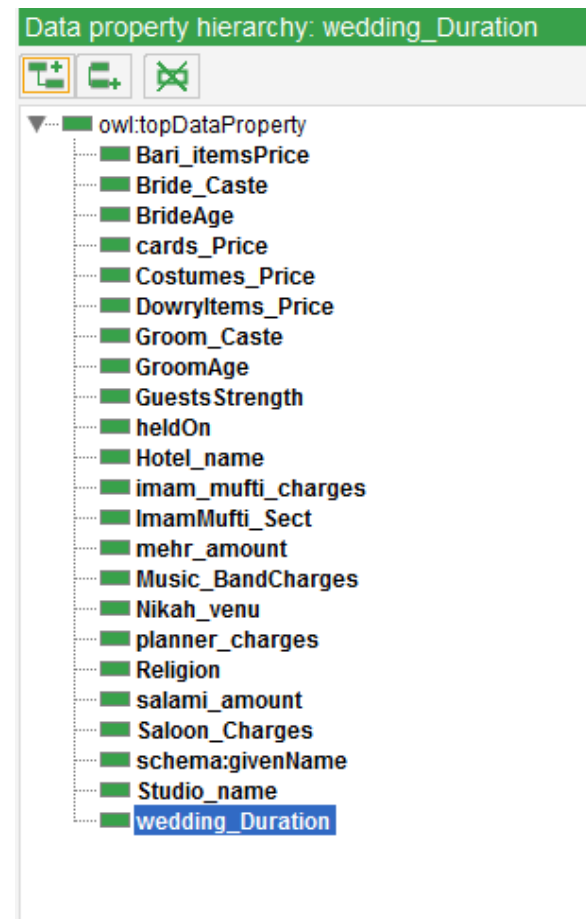 Data property hierarchy: wedding_Duration
owl:topDataProperty
Bari_itemsPrice
Bride_Caste
BrideAge
cards_Price
Costumes_Price
DowryItems_Price
Groom_Caste
GroomAge
GuestsStrength
heldOn
Hotel_name
imam_mufti_charges
ImamMufti_Sect
mehr_amount
Music_BandCharges
Nikah_venu
planner_charges
Religion
salami_amount
Saloon_Charges
schema:givenName
Studio_name
wedding_Duration